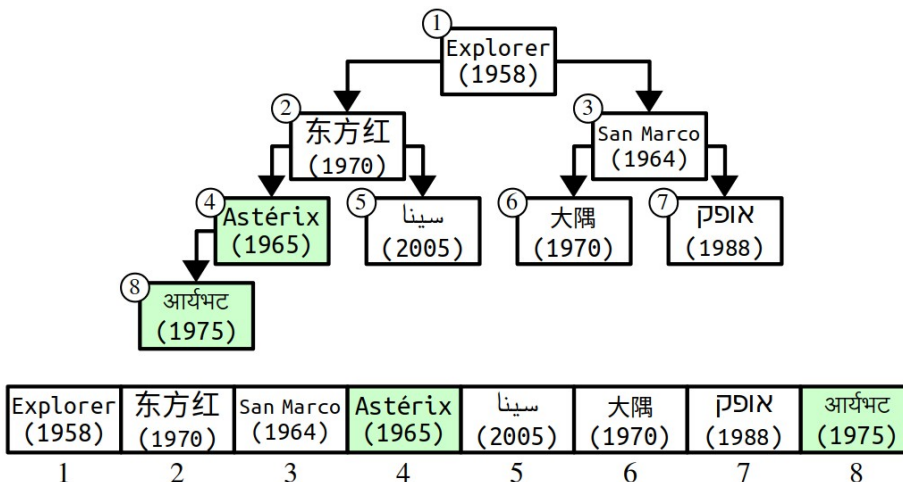 1
Explorer
(1958)
2
东方红
(1970)
3
San Marco
(1964)
4
Astérix
(1965)
5
سينا
(2005)
6
大隅
(1970)
7
אופק
(1988)
8
आर्यभट
(1975)
Explorer
(1958)
东方红
(1970)
San Marco
(1964)
Astérix
(1965)
سينا
(2005)
大隅
(1970)
אופק
(1988)
आर्यभट
(1975)
1 2 3 4 5 6 7 8